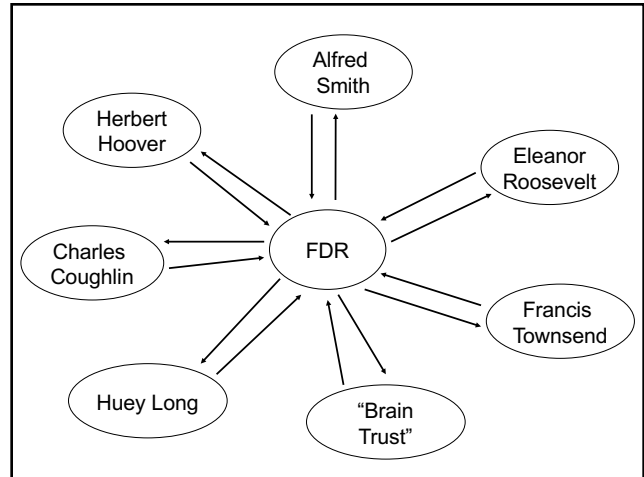 Alfred
Smith
Herbert
Hoover
Eleanor
Roosevelt
Charles
Coughlin
FDR
Francis
Townsend
Huey Long
“Brain
Trust”